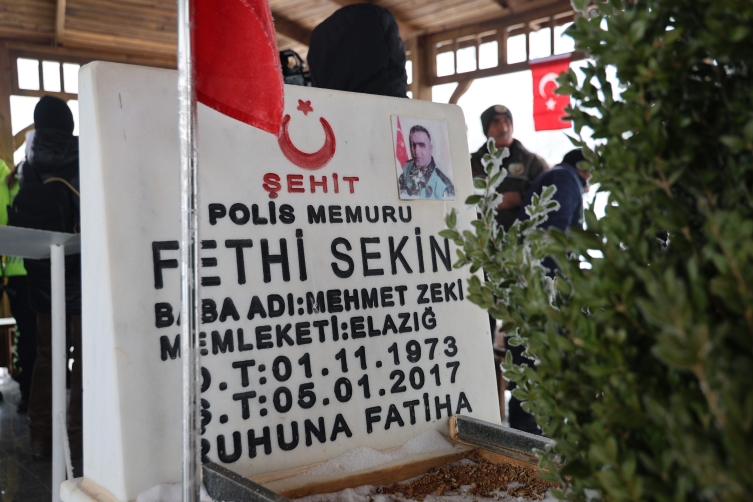 ŞEHİT
POLİS MEMURU
FETHİ SEKİN
BABA ADI:MEHMET ZEKİ
MEMLEKETİ:ELAZIĞ
D.T:01.11.1973
Ş.T:05.01.2017
RUHUNA FATİHA